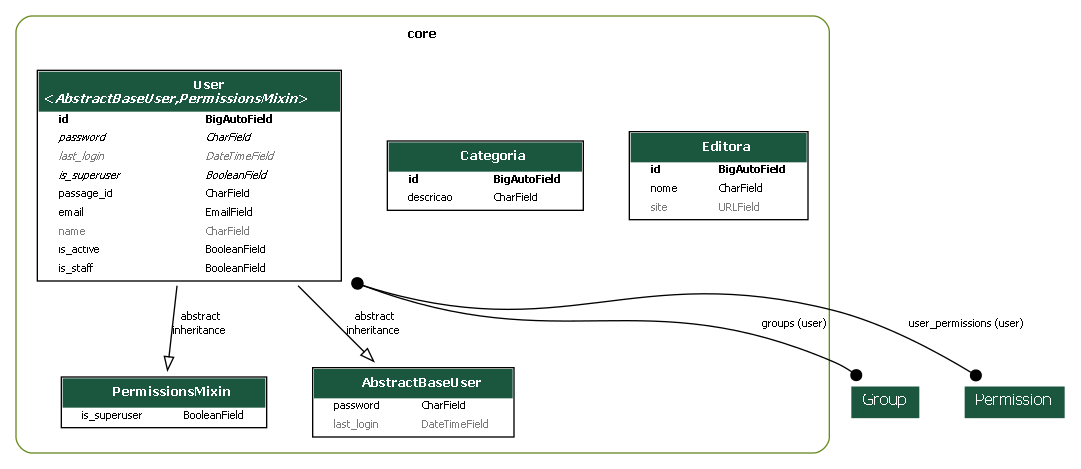 core
User
<AbstractBaseUser,PermissionsMixin>
id BigAutoField
password CharField
last_login DateTimeField
is_superuser BooleanField
passage_id CharField
email EmailField
name CharField
is_active BooleanField
is_staff BooleanField
Categoria
id BigAutoField
descricao CharField
Editora
id BigAutoField
nome CharField
site URLField
abstract
inheritance
abstract
inheritance
groups (user)
user_permissions (user)
PermissionsMixin
is_superuser BooleanField
AbstractBaseUser
password CharField
last_login DateTimeField
Group
Permission